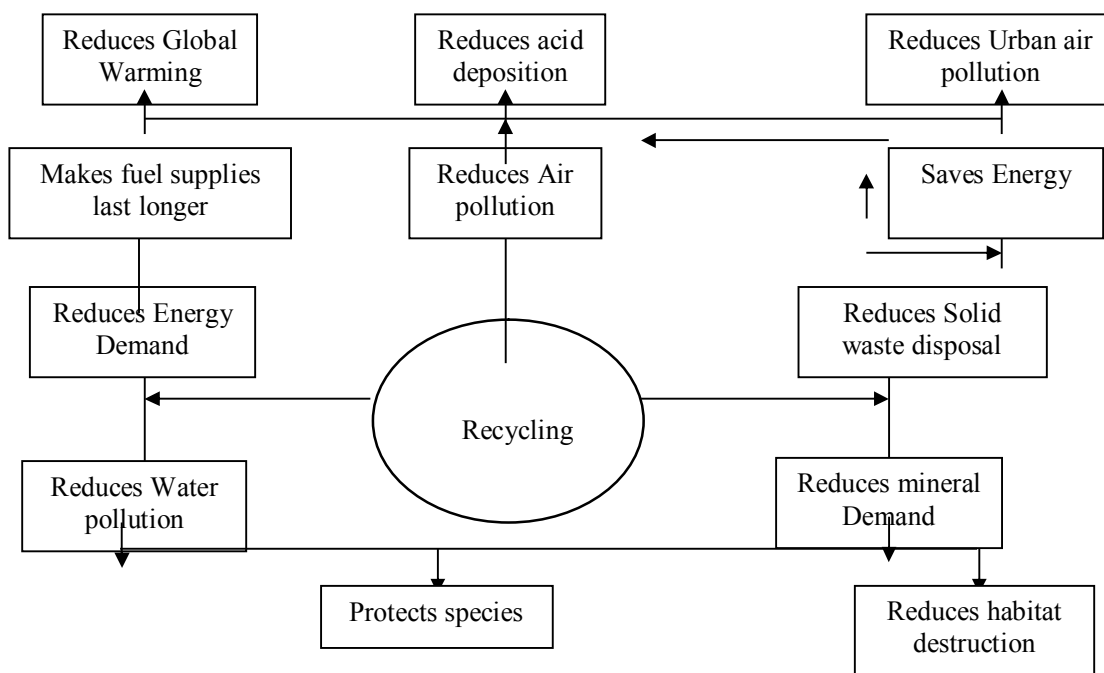 Reduces Global
Warming
Reduces acid
deposition
Reduces Urban air
pollution
Makes fuel supplies
last longer
Reduces Air
pollution
Saves Energy
Reduces Energy
Demand
Reduces Solid
waste disposal
Recycling
Reduces Water
pollution
Reduces mineral
Demand
Protects species
Reduces habitat
destruction